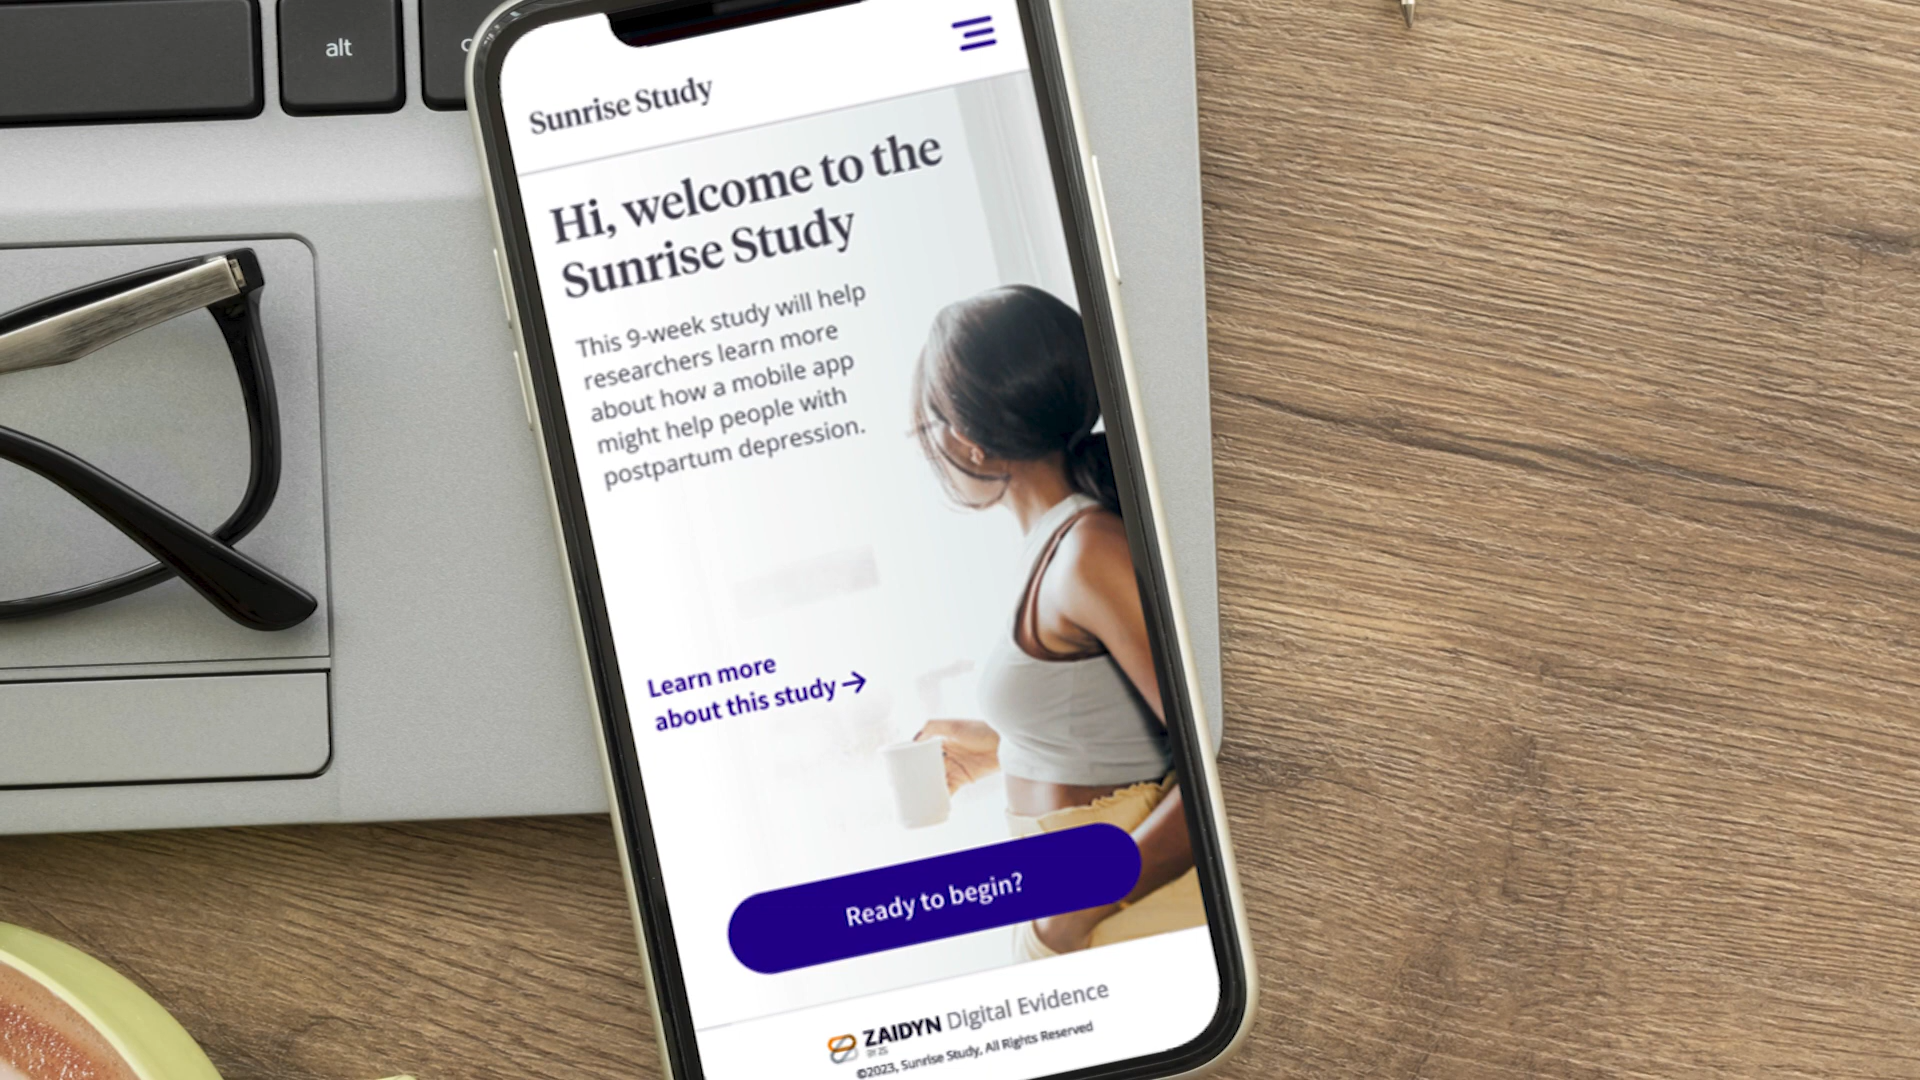 alt
Sunrise Study
Hi, welcome to the
Sunrise Study
This 9-week study will help
researchers learn more
about how a mobile app
might help people with
postpartum depression.
Learn more
about this study →
Ready to begin?
ZAIDYN Digital Evidence
BY ZS
©2023, Sunrise Study, All Rights Reserved